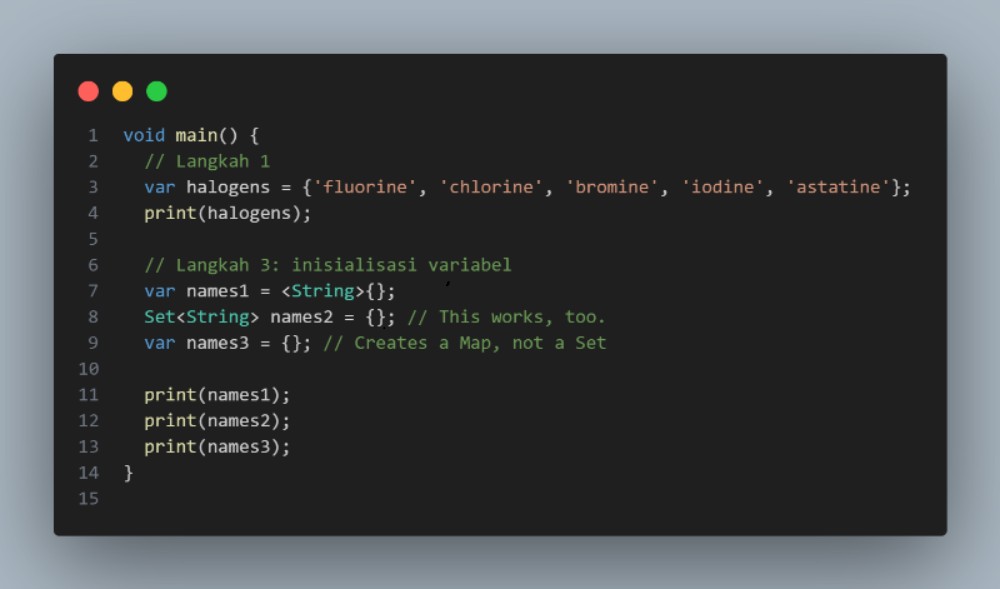 1 void main() {
2 // Langkah 1
3 var halogens = {'fluorine', 'chlorine', 'bromine', 'iodine', 'astatine'};
4 print(halogens);
5
6 // Langkah 3: inisialisasi variabel
7 var names1 = <String>{};
8 Set<String> names2 = {}; // This works, too.
9 var names3 = {}; // Creates a Map, not a Set
10
11 print(names1);
12 print(names2);
13 print(names3);
14 }
15